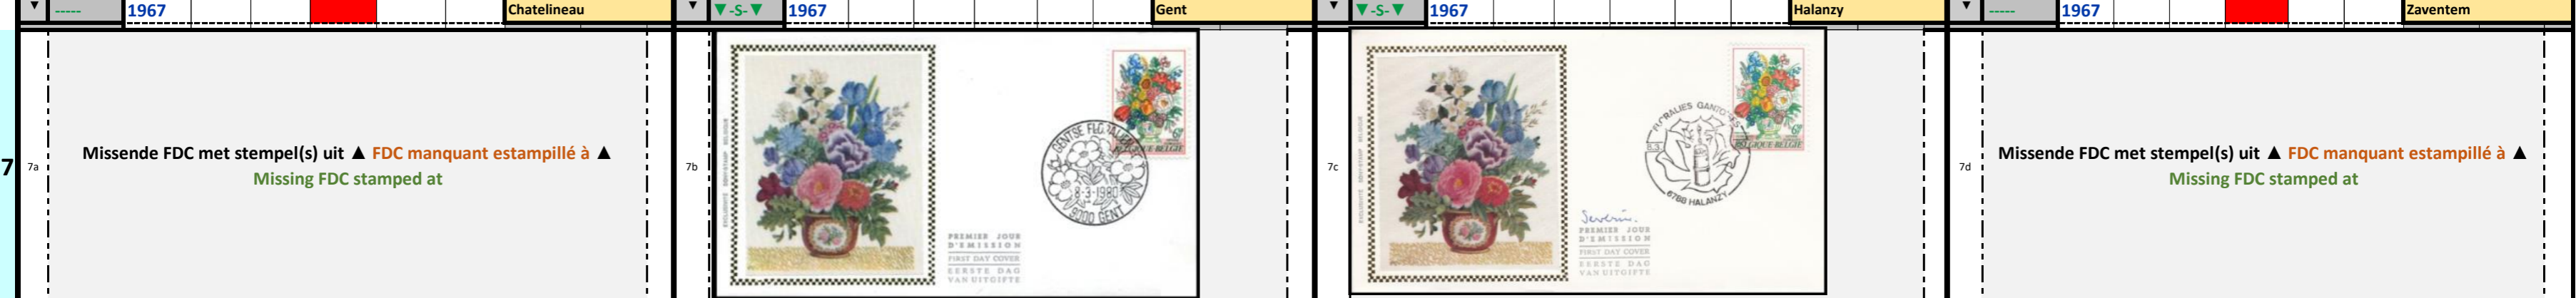 ▼ ----- 1967 Chatelineau
▼ ▼-S-▼ 1967 Gent
▼ ▼-S-▼ 1967 Halanzy
▼ ----- 1967 Zaventem
7
7a
Missende FDC met stempel(s) uit ▲ FDC manquant estampillé à ▲
Missing FDC stamped at
7b
BELGIQUE-BELGIE
GENTSE FLORALIËN
8-3-1980
9000 GENT
PREMIER JOUR
D'EMISSION
FIRST DAY COVER
EERSTE DAG
VAN UITGIFTE
7c
BELGIQUE-BELGIE
FLORALIES GANTOISES
6788 HALANZY
Severin.
PREMIER JOUR
D'EMISSION
FIRST DAY COVER
EERSTE DAG
VAN UITGIFTE
7d
Missende FDC met stempel(s) uit ▲ FDC manquant estampillé à ▲
Missing FDC stamped at